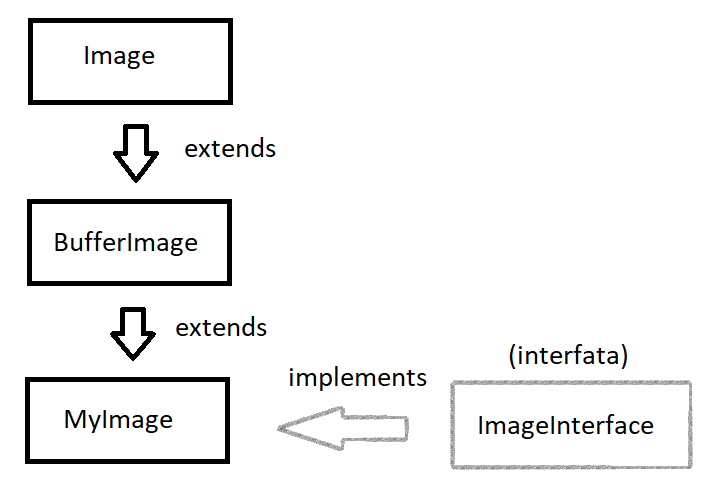 Image
extends
BufferImage
extends
(interfata)
implements
MyImage
ImageInterface